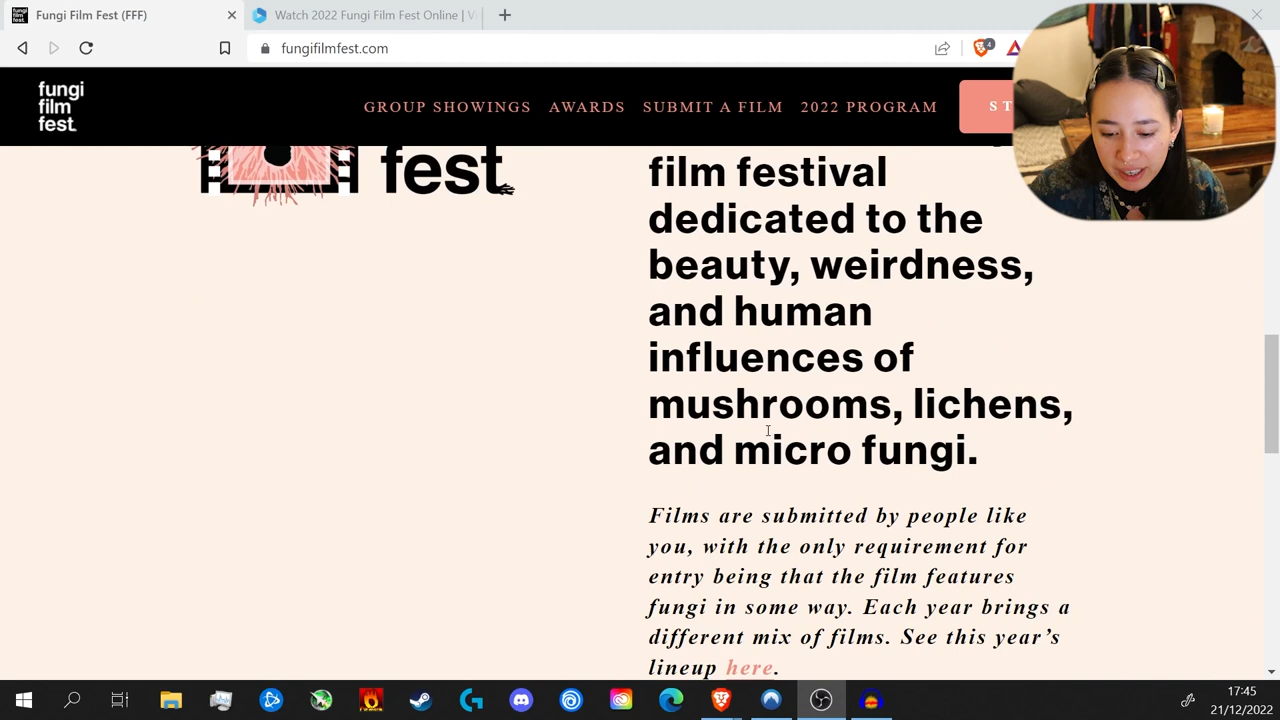 Fungi Film Fest (FFF)
Watch 2022 Fungi Film Fest Online |
fungifilmfest.com
4
fungi
film
fest.
GROUP SHOWINGS AWARDS SUBMIT A FILM 2022 PROGRAM ST
fest
film festival
dedicated to the
beauty, weirdness,
and human
influences of
mushrooms, lichens,
and micro fungi.
Films are submitted by people like
you, with the only requirement for
entry being that the film features
fungi in some way. Each year brings a
different mix of films. See this year’s
lineup here.
17:45
21/12/2022